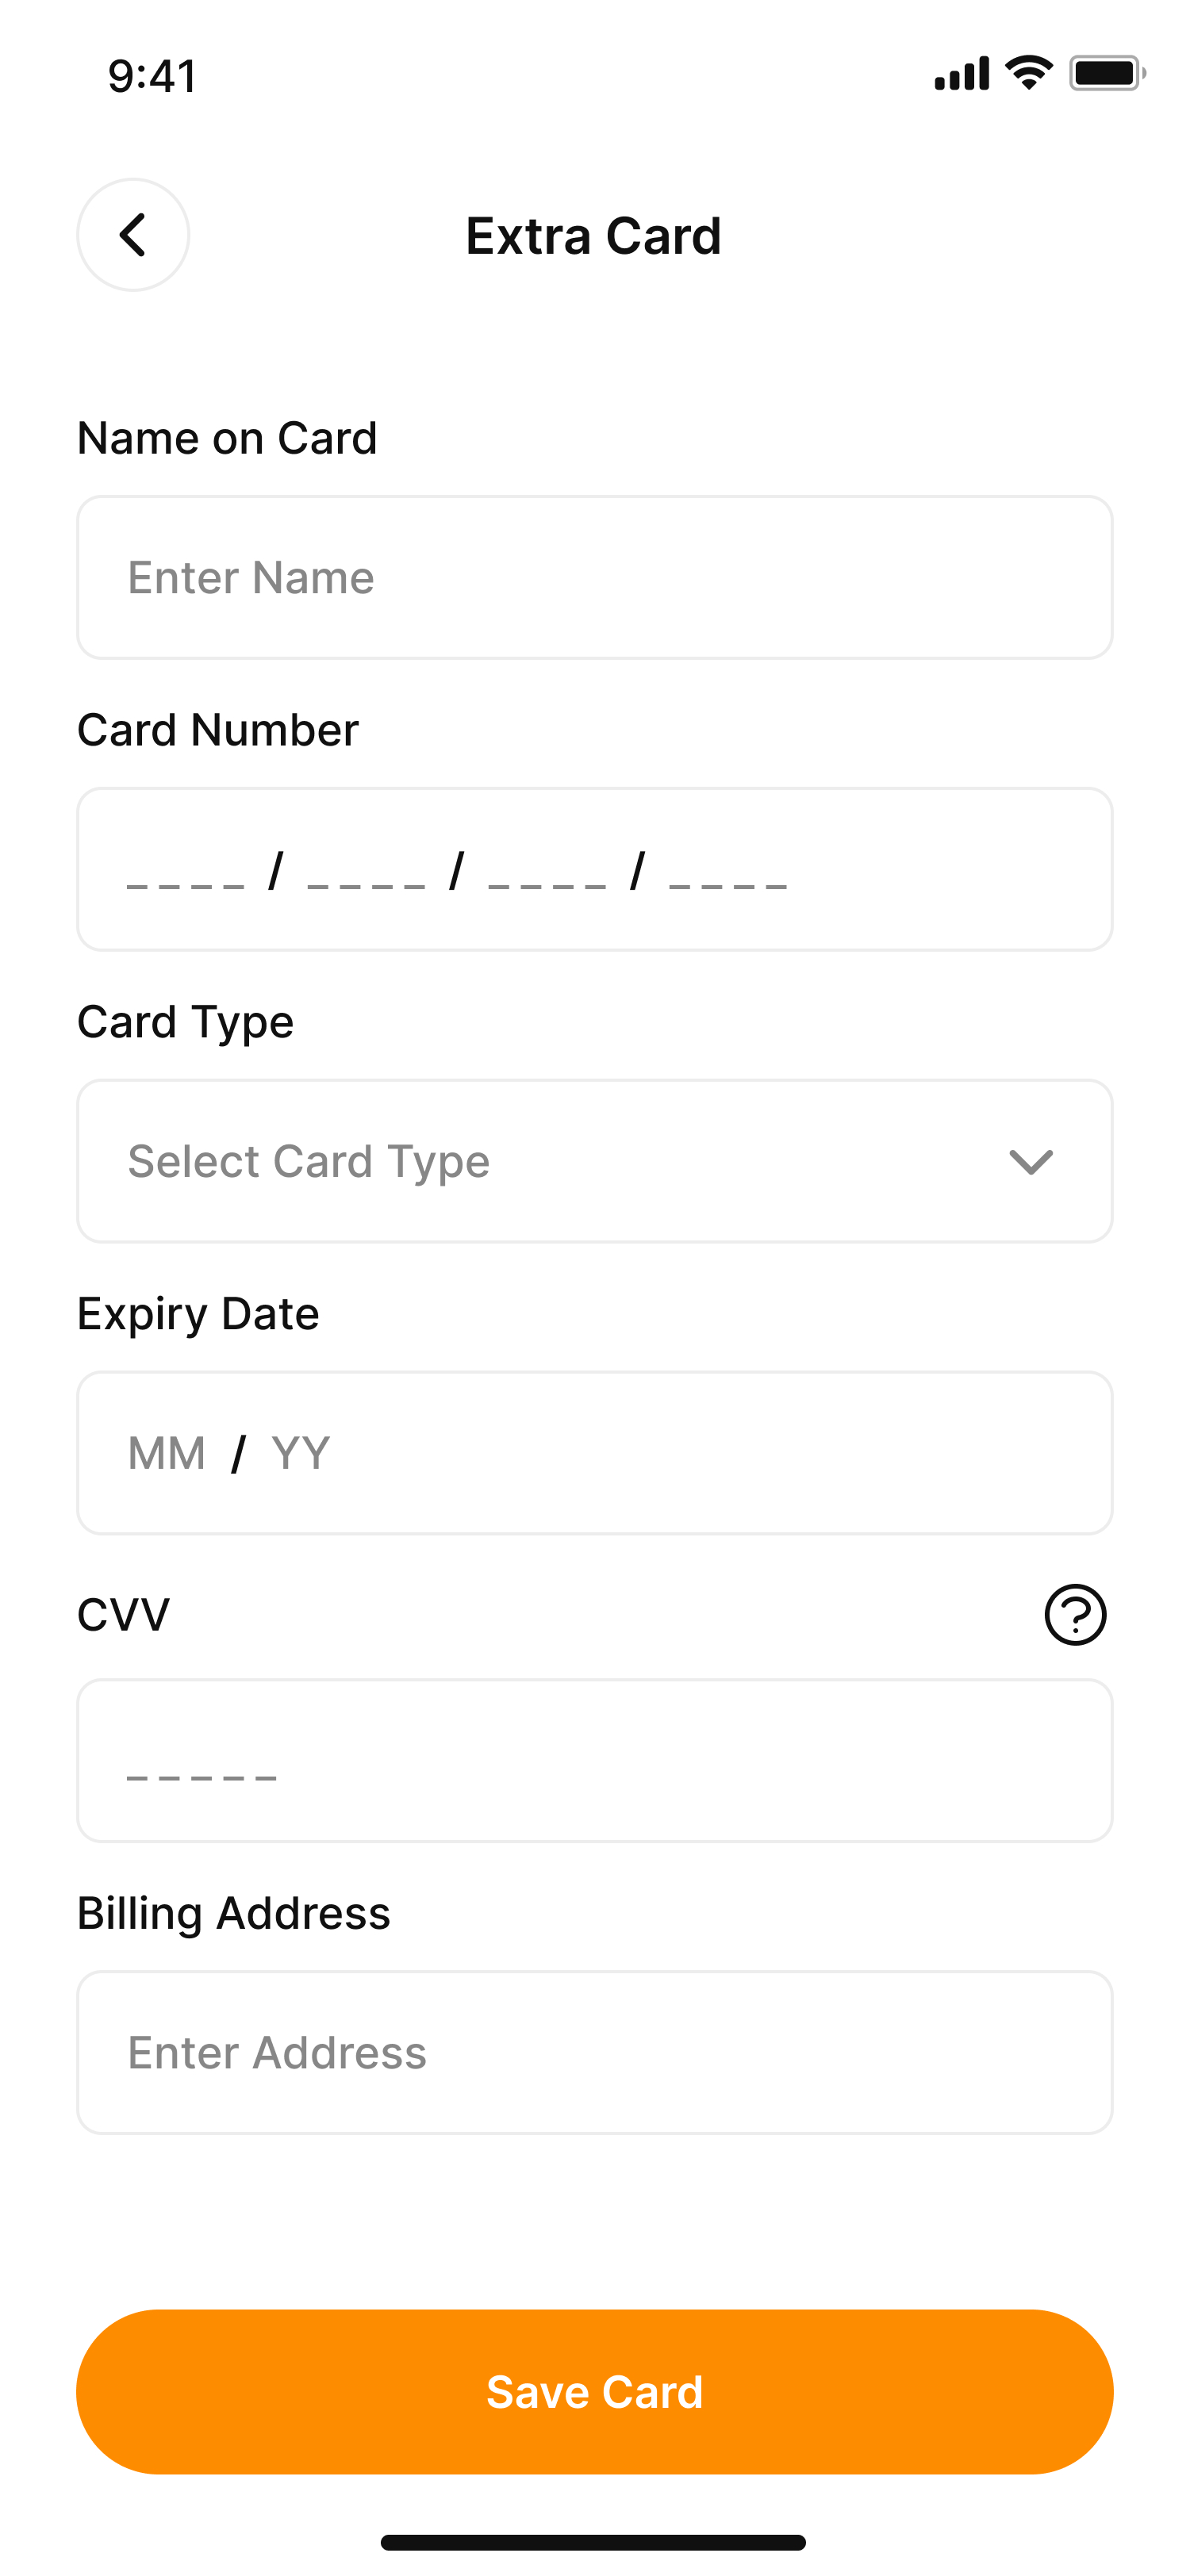 9:41
Extra Card
Name on Card
Enter Name
Card Number
_ _ _ _ / _ _ _ _ / _ _ _ _ / _ _ _ _
Card Type
Select Card Type
Expiry Date
MM / YY
CVV
_ _ _ _ _
Billing Address
Enter Address
Save Card